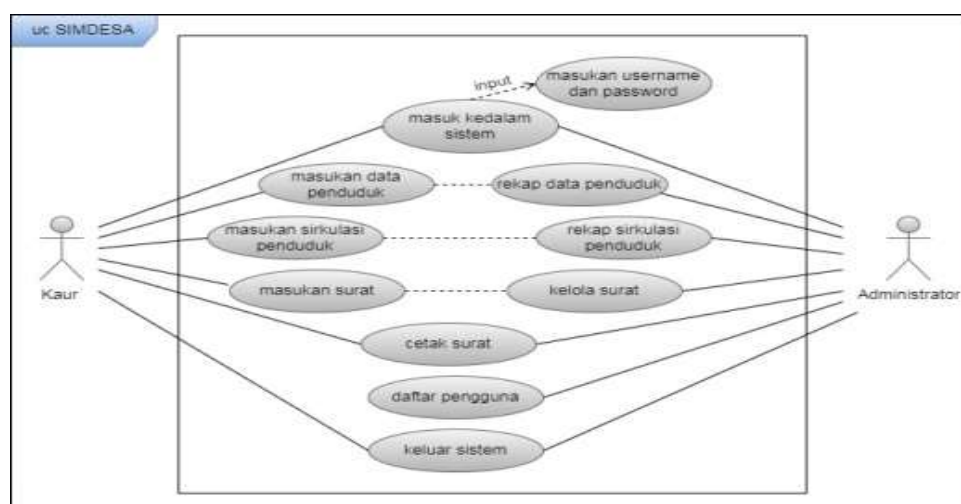 uc SIMDESA
input
masukan username
dan password
masuk kedalam
sistem
masukan data
penduduk
rekap data penduduk
masukan sirkulasi
penduduk
rekap sirkulasi
penduduk
Kaur
masukan surat
kelola surat
Administrator
cetak surat
daftar pengguna
keluar sistem